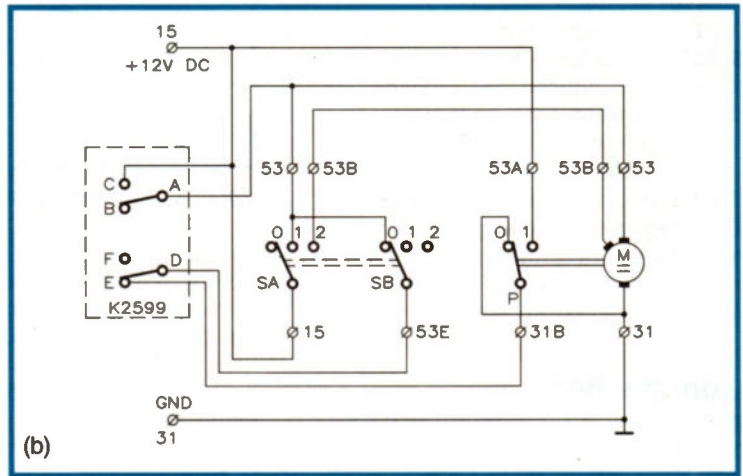 15
+12V DC
53 53B 53A 53B 53
C A
B
0 1 2 0 1 2 0 1
F D
E
M
K2599
SA SB P
15 53E 31B 31
GND
31
(b)